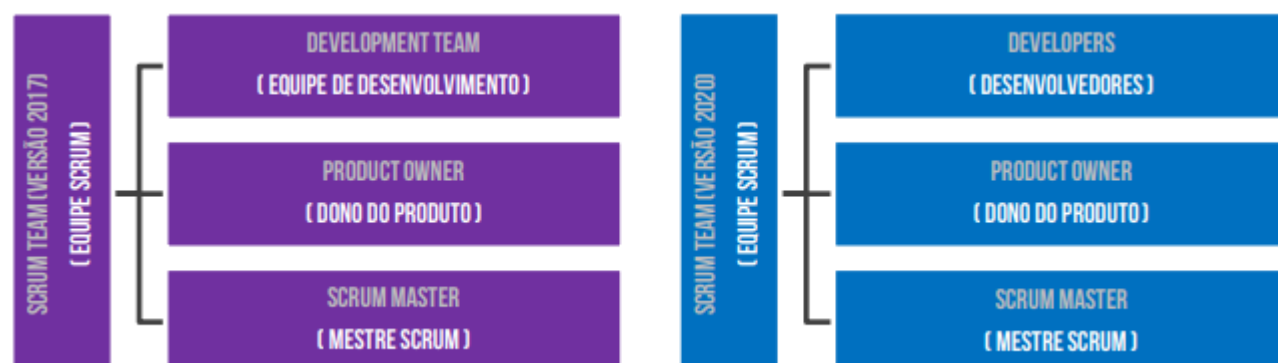 SCRUM TEAM (VERSÃO 2017)
( EQUIPE SCRUM )
DEVELOPMENT TEAM
( EQUIPE DE DESENVOLVIMENTO )
PRODUCT OWNER
( DONO DO PRODUTO )
SCRUM MASTER
( MESTRE SCRUM )
SCRUM TEAM (VERSÃO 2020)
( EQUIPE SCRUM )
DEVELOPERS
( DESENVOLVEDORES )
PRODUCT OWNER
( DONO DO PRODUTO )
SCRUM MASTER
( MESTRE SCRUM )